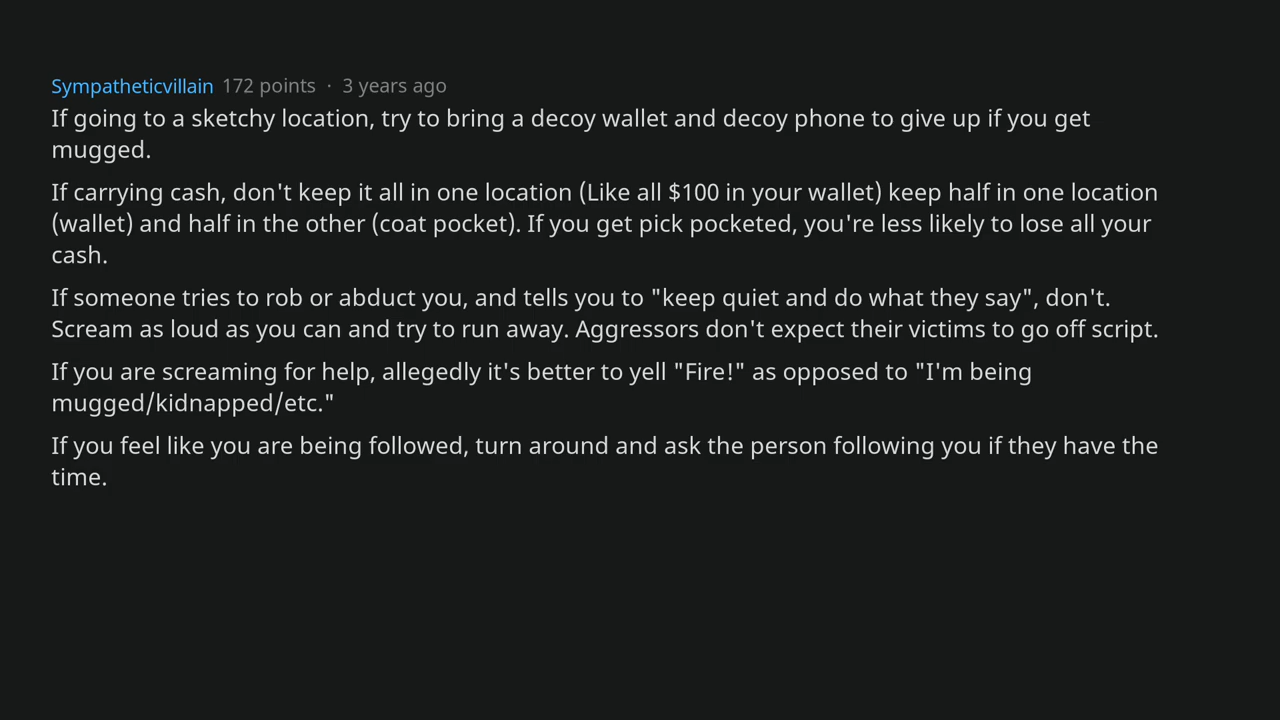 Sympatheticvillain 172 points · 3 years ago
If going to a sketchy location, try to bring a decoy wallet and decoy phone to give up if you get
mugged.
If carrying cash, don't keep it all in one location (Like all $100 in your wallet) keep half in one location
(wallet) and half in the other (coat pocket). If you get pick pocketed, you're less likely to lose all your
cash.
If someone tries to rob or abduct you, and tells you to "keep quiet and do what they say", don't.
Scream as loud as you can and try to run away. Aggressors don't expect their victims to go off script.
If you are screaming for help, allegedly it's better to yell "Fire!" as opposed to "I'm being
mugged/kidnapped/etc."
If you feel like you are being followed, turn around and ask the person following you if they have the
time.